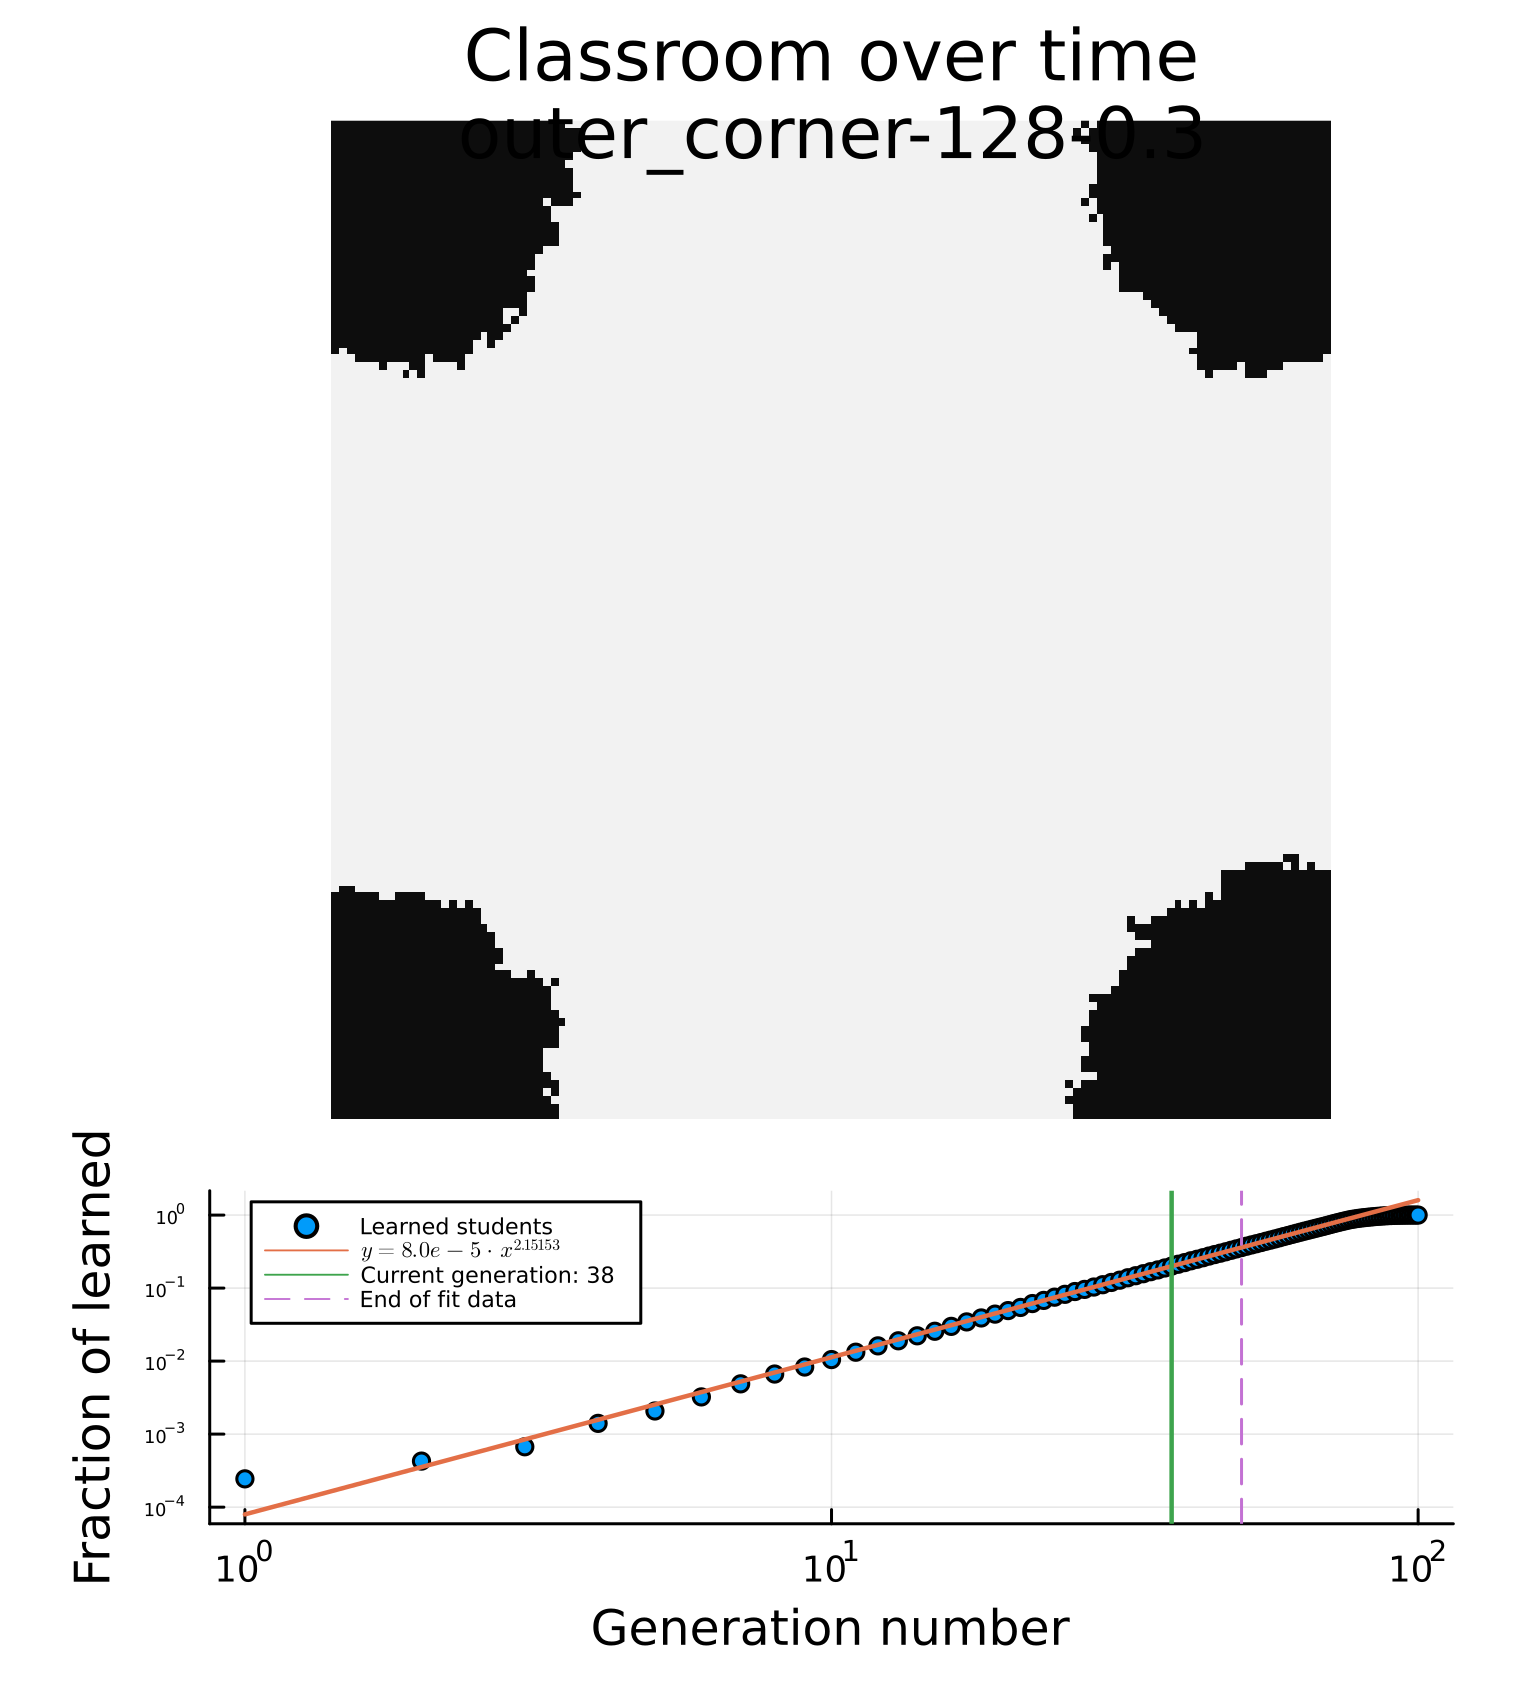 Classroom over time
outer_corner-128-0.3
Fraction of learned
10^0
10^-1
10^-2
10^-3
10^-4
Learned students
y = 8.0e − 5 · x^2.15153
Current generation: 38
End of fit data
10^0 10^1 10^2
Generation number